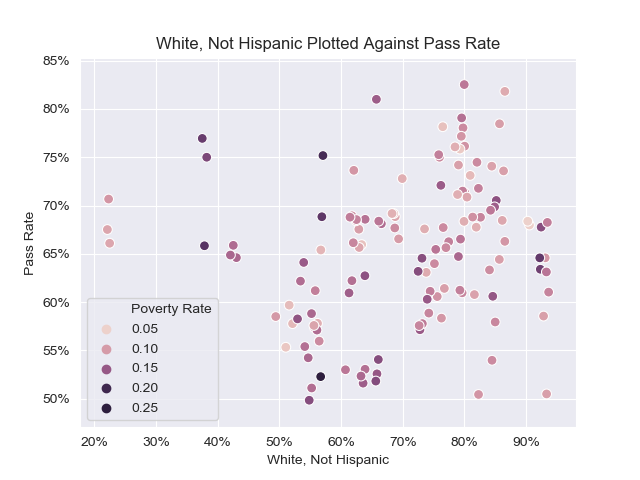 White, Not Hispanic Plotted Against Pass Rate
85%
80%
75%
70%
65%
60%
55%
50%
Pass Rate
Poverty Rate
0.05
0.10
0.15
0.20
0.25
20% 30% 40% 50% 60% 70% 80% 90%
White, Not Hispanic